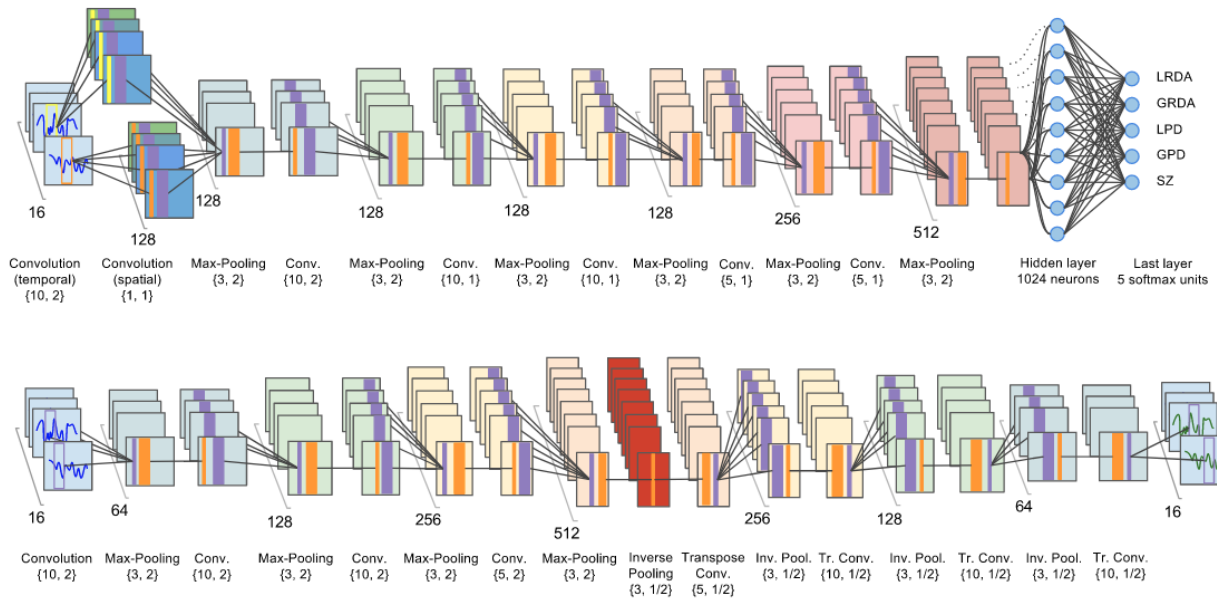 LRDA
GRDA
LPD
GPD
SZ
16
128
128
128
128
128
256
512
Convolution
(temporal)
{10, 2}
Convolution
(spatial)
{1, 1}
Max-Pooling
{3, 2}
Conv.
{10, 2}
Max-Pooling
{3, 2}
Conv.
{10, 1}
Max-Pooling
{3, 2}
Conv.
{10, 1}
Max-Pooling
{3, 2}
Conv.
{5, 1}
Max-Pooling
{3, 2}
Conv.
{5, 1}
Max-Pooling
{3, 2}
Hidden layer
1024 neurons
Last layer
5 softmax units
16
64
128
256
512
256
128
64
16
Convolution
{10, 2}
Max-Pooling
{3, 2}
Conv.
{10, 2}
Max-Pooling
{3, 2}
Conv.
{10, 2}
Max-Pooling
{3, 2}
Conv.
{5, 2}
Max-Pooling
{3, 2}
Inverse
Pooling
{3, 1/2}
Transpose
Conv.
{5, 1/2}
Inv. Pool.
{3, 1/2}
Tr. Conv.
{10, 1/2}
Inv. Pool.
{3, 1/2}
Tr. Conv.
{10, 1/2}
Inv. Pool.
{3, 1/2}
Tr. Conv.
{10, 1/2}